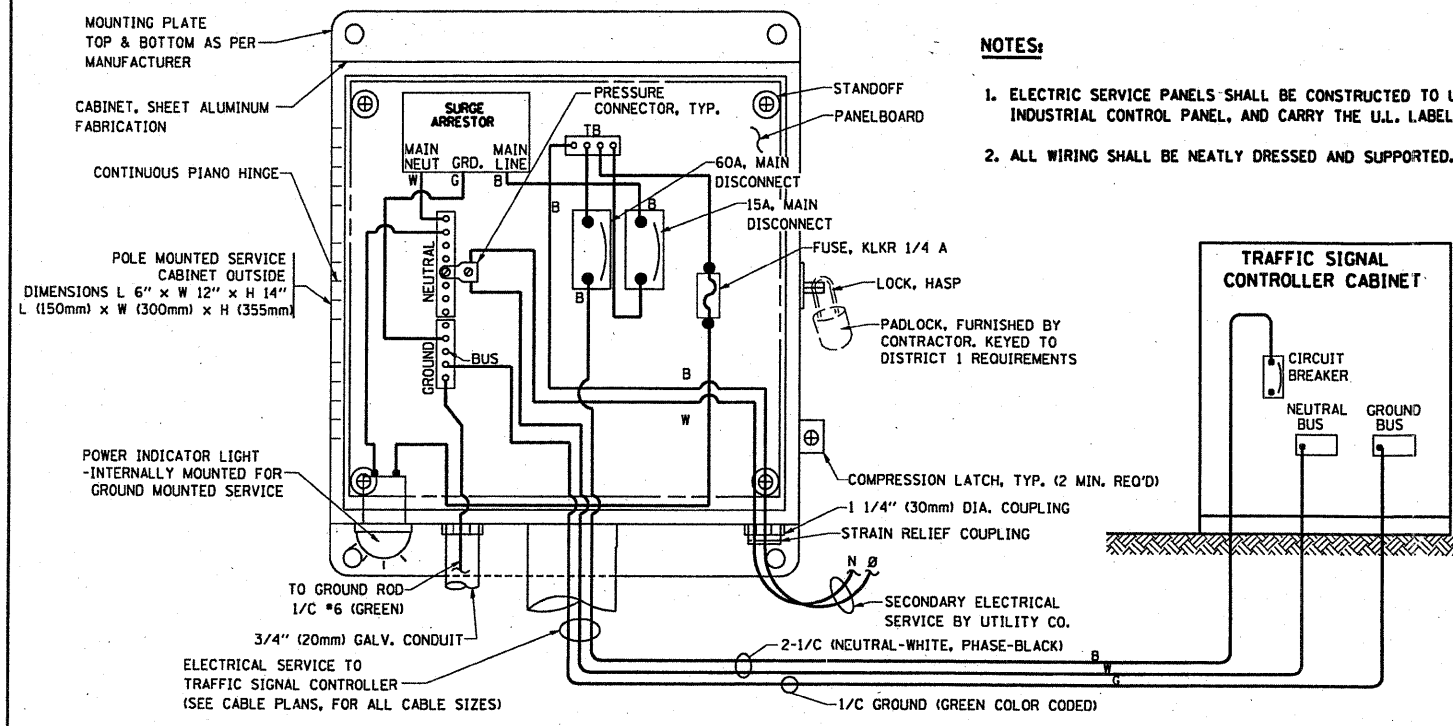 MOUNTING PLATE
TOP & BOTTOM AS PER
MANUFACTURER
CABINET, SHEET ALUMINUM
FABRICATION
CONTINUOUS PIANO HINGE
POLE MOUNTED SERVICE
CABINET OUTSIDE
DIMENSIONS L 6" x W 12" x H 14"
L (150mm) x W (300mm) x H (355mm)
POWER INDICATOR LIGHT
-INTERNALLY MOUNTED FOR
GROUND MOUNTED SERVICE
TO GROUND ROD
1/C #6 (GREEN)
3/4" (20mm) GALV. CONDUIT
ELECTRICAL SERVICE TO
TRAFFIC SIGNAL CONTROLLER
(SEE CABLE PLANS, FOR ALL CABLE SIZES)
SURGE
ARRESTOR
MAIN
NEUT
GRD.
MAIN
LINE
W
G
B
PRESSURE
CONNECTOR, TYP.
TB
60A, MAIN
DISCONNECT
B
B
15A, MAIN
DISCONNECT
B
NEUTRAL
GROUND
BUS
B
W
STANDOFF
PANELBOARD
FUSE, KLKR 1/4 A
LOCK, HASP
PADLOCK, FURNISHED BY
CONTRACTOR. KEYED TO
DISTRICT 1 REQUIREMENTS
COMPRESSION LATCH, TYP. (2 MIN. REQ'D)
1 1/4" (30mm) DIA. COUPLING
STRAIN RELIEF COUPLING
N Ø
SECONDARY ELECTRICAL
SERVICE BY UTILITY CO.
2-1/C (NEUTRAL-WHITE, PHASE-BLACK)
B
W
G
1/C GROUND (GREEN COLOR CODED)
NOTES:
1. ELECTRIC SERVICE PANELS SHALL BE CONSTRUCTED TO
INDUSTRIAL CONTROL PANEL, AND CARRY THE U.L. LABEL
2. ALL WIRING SHALL BE NEATLY DRESSED AND SUPPORTED.
TRAFFIC SIGNAL
CONTROLLER CABINET
CIRCUIT
BREAKER
NEUTRAL
BUS
GROUND
BUS